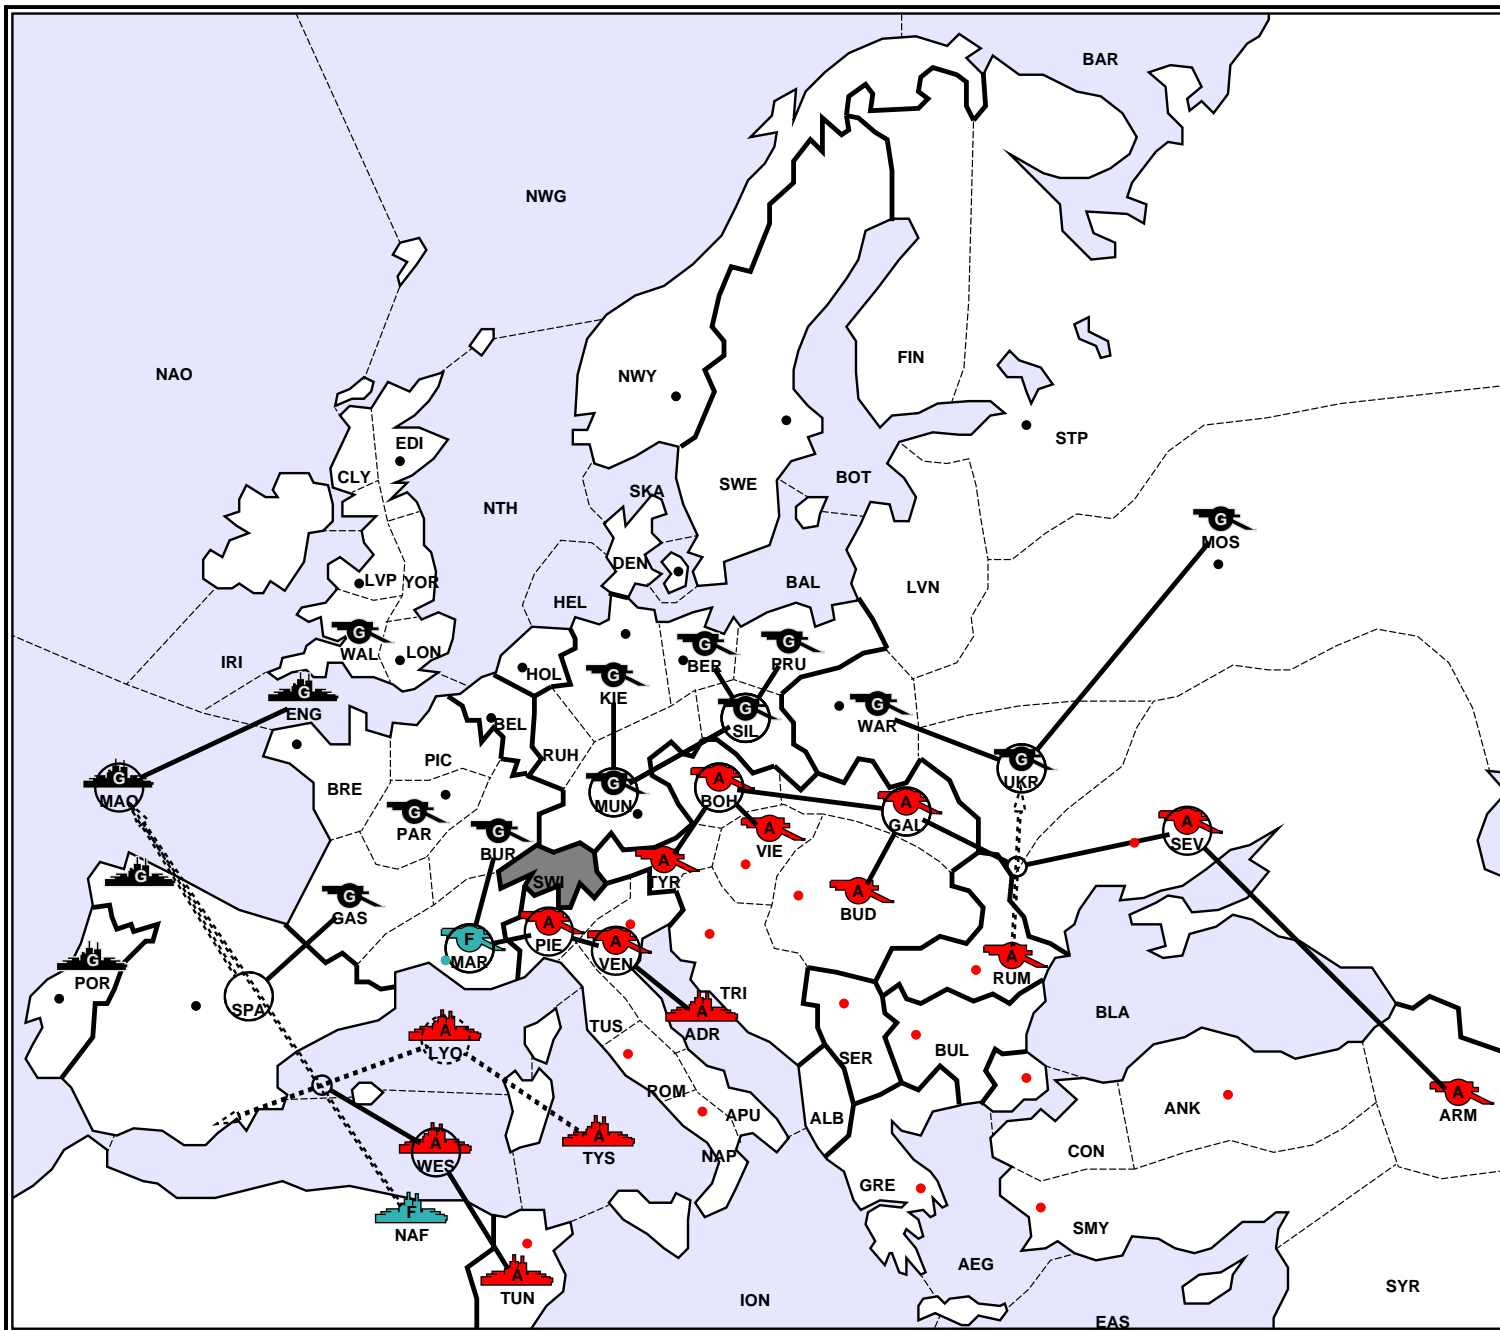 BAR
NWG
NAO
FIN
NWY
STP
EDI
CLY
SWE
BOT
SKA
NTH
G
MOS
DEN
LVP
YOR
BAL
LVN
HEL
G
WAL
LON
IRI
G
BER
G
PRU
HOL
G
KIE
G
ENG
G
SIL
G
WAR
BEL
PIC
RUH
G
UKR
G
MAO
BRE
G
MUN
A
BOH
A
GAL
G
PAR
G
BUR
A
VIE
A
SEV
A
TYR
G
SWI
G
GAS
A
BUD
F
MAR
A
PIE
A
VEN
A
RUM
G
POR
TRI
SPA
A
LYO
TUS
A
ADR
BLA
SER
BUL
ROM
A
ARM
APU
ALB
ANK
A
WES
A
TYS
NAP
CON
GRE
F
NAF
SMY
AEG
A
TUN
ION
SYR
EAS